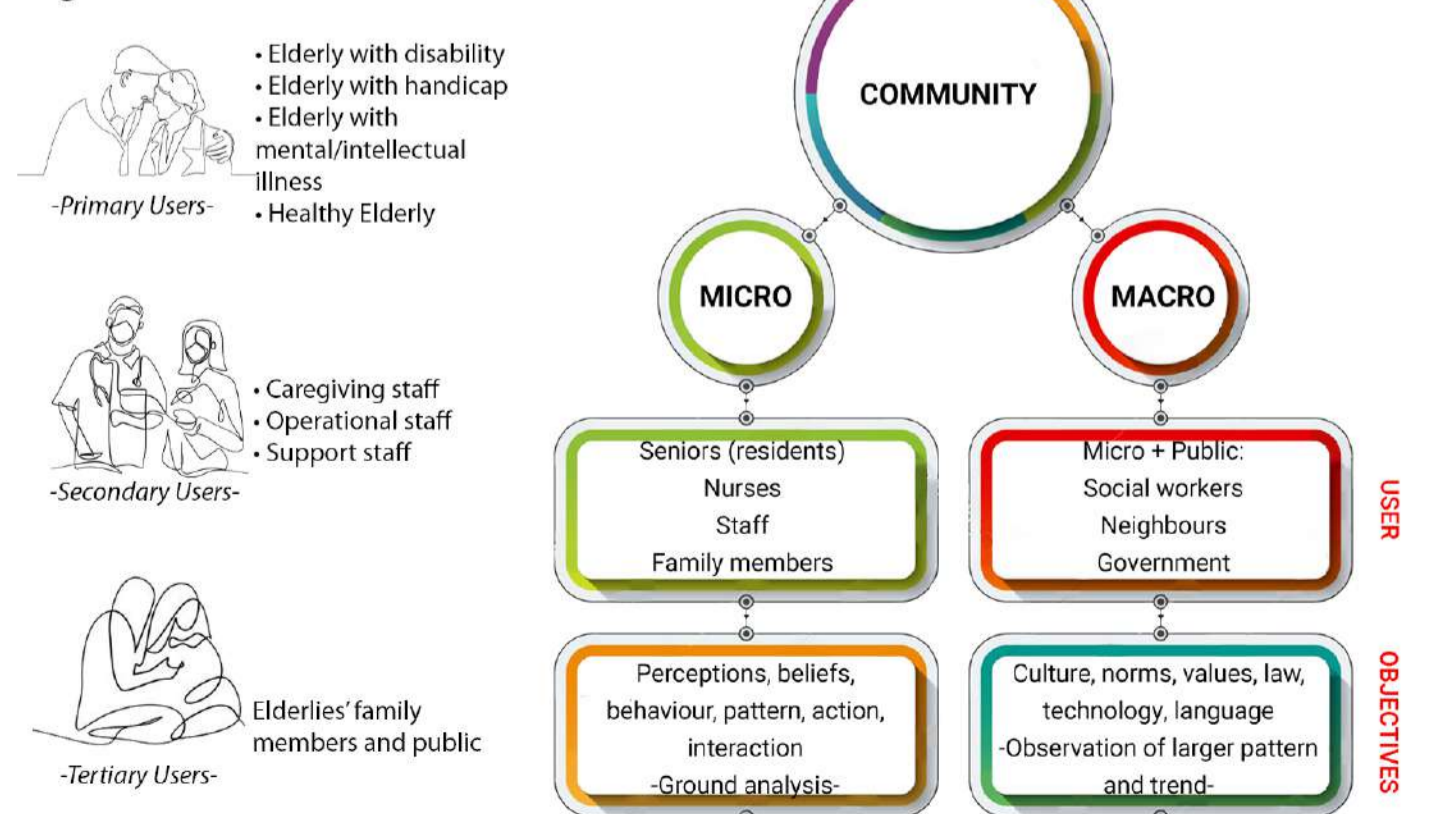 • Elderly with disability
• Elderly with handicap
• Elderly with
mental/intellectual
illness
• Healthy Elderly
-Primary Users-
• Caregiving staff
• Operational staff
• Support staff
-Secondary Users-
Elderlies' family
members and public
-Tertiary Users-
COMMUNITY
MICRO
MACRO
Seniors (residents)
Nurses
Staff
Family members
Micro + Public:
Social workers
Neighbours
Government
USER
Perceptions, beliefs,
behaviour, pattern, action,
interaction
-Ground analysis-
Culture, norms, values, law,
technology, language
-Observation of larger pattern
and trend-
OBJECTIVES